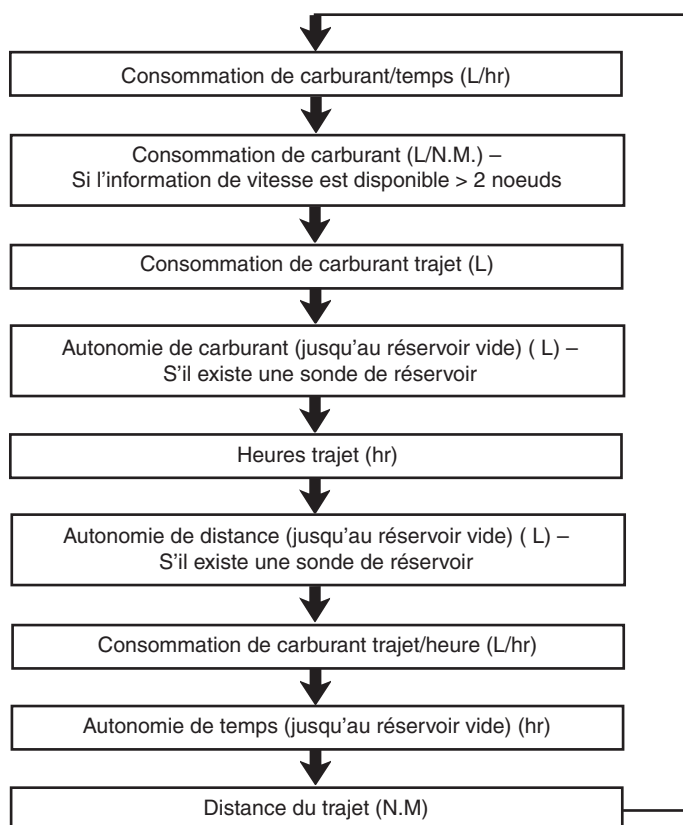 Consommation de carburant/temps (L/hr)
Consommation de carburant (L/N.M.) –
Si l'information de vitesse est disponible > 2 noeuds
Consommation de carburant trajet (L)
Autonomie de carburant (jusqu'au réservoir vide) ( L) –
S'il existe une sonde de réservoir
Heures trajet (hr)
Autonomie de distance (jusqu'au réservoir vide) ( L) –
S'il existe une sonde de réservoir
Consommation de carburant trajet/heure (L/hr)
Autonomie de temps (jusqu'au réservoir vide) (hr)
Distance du trajet (N.M)